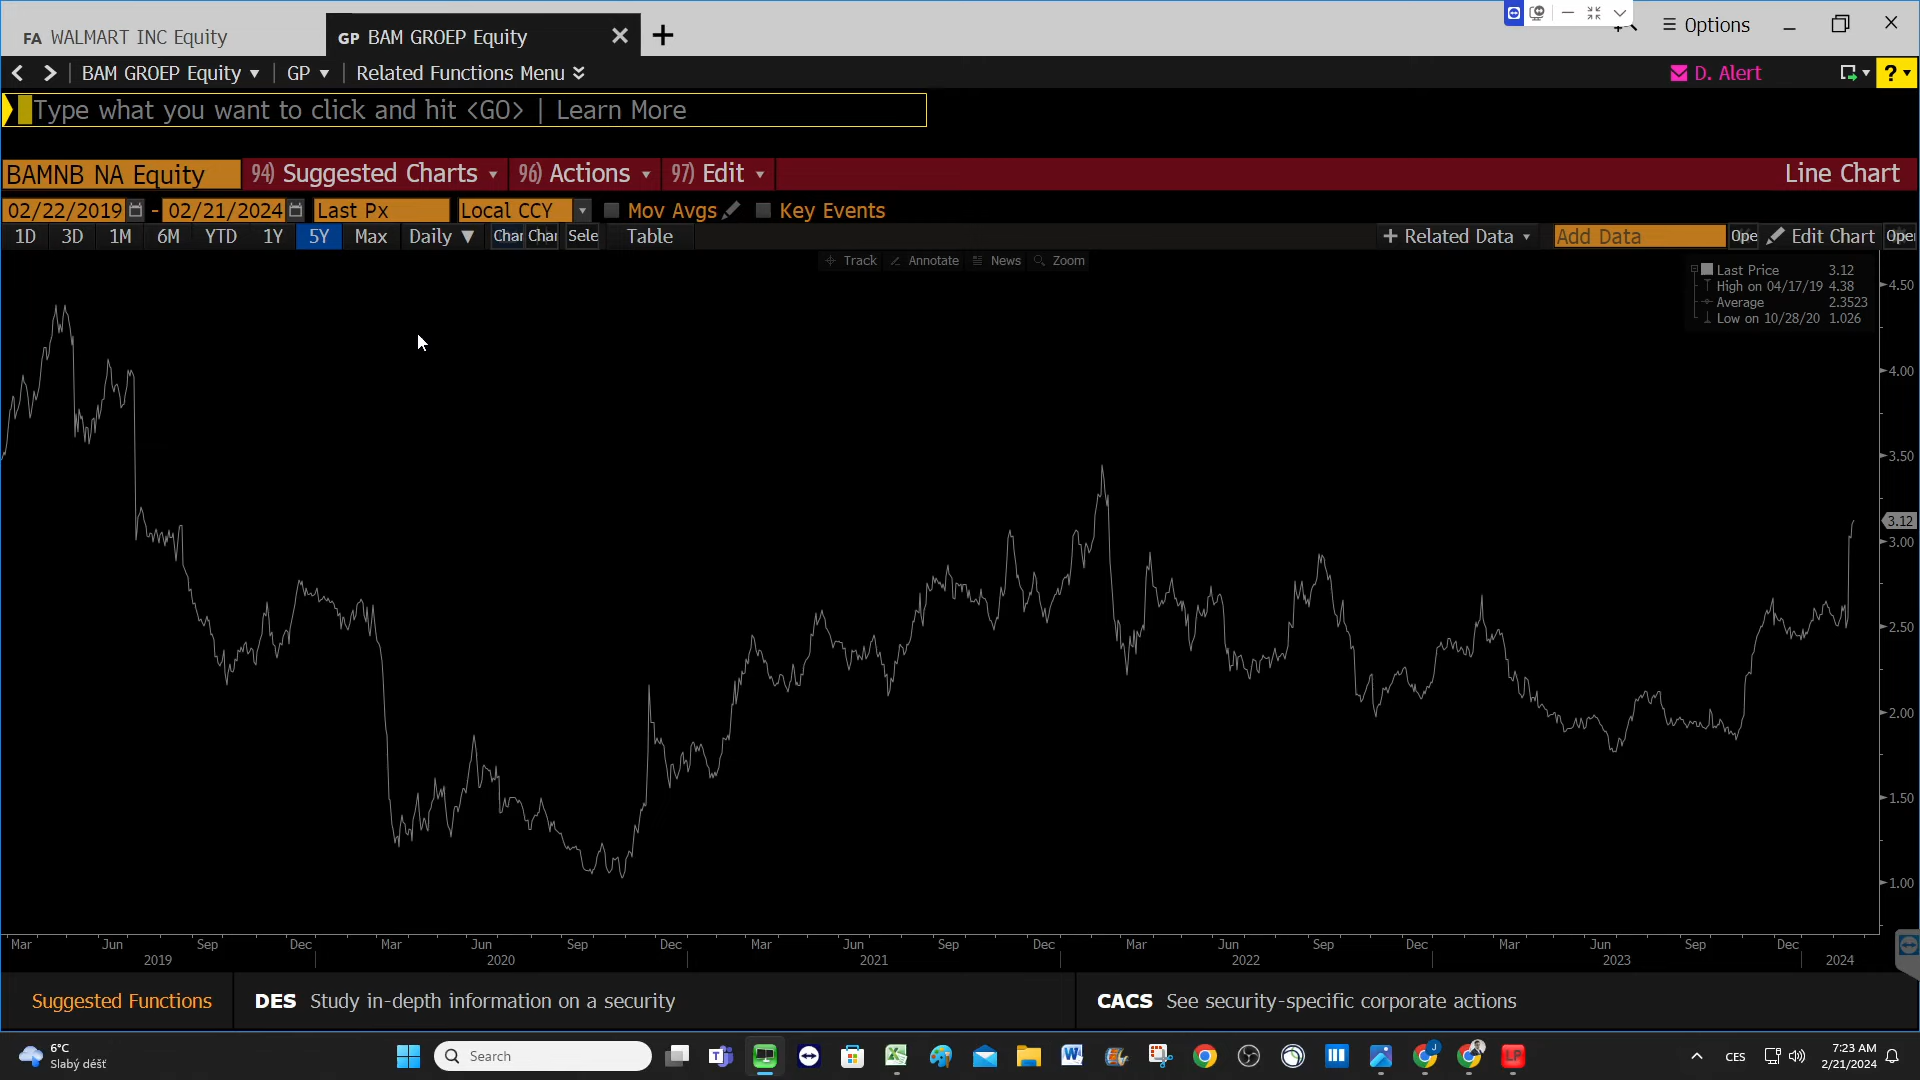 FA WALMART INC Equity
GP BAM GROEP Equity
Options
BAM GROEP Equity
GP
Related Functions Menu
D. Alert
?
Type what you want to click and hit <GO> | Learn More
BAMNB NA Equity
94) Suggested Charts
96) Actions
97) Edit
Line Chart
02/22/2019 - 02/21/2024
Last Px
Local CCY
Mov Avgs
Key Events
1D 3D 1M 6M YTD 1Y 5Y Max Daily
Char
Char
Sele
Table
+ Related Data
Add Data
Ope
Edit Chart
Ope
Track
Annotate
News
Zoom
Last Price 3.12
High on 04/17/19 4.38
Average 2.3523
Low on 10/28/20 1.026
4.50
4.00
3.50
3.12
3.00
2.50
2.00
1.50
1.00
Mar Jun Sep Dec Mar Jun Sep Dec Mar Jun Sep Dec Mar Jun Sep Dec Mar Jun Sep Dec
2019 2020 2021 2022 2023 2024
Suggested Functions
DES Study in-depth information on a security
CACS See security-specific corporate actions
6°C
Slabý déšť
Search
CES
7:23 AM
2/21/2024